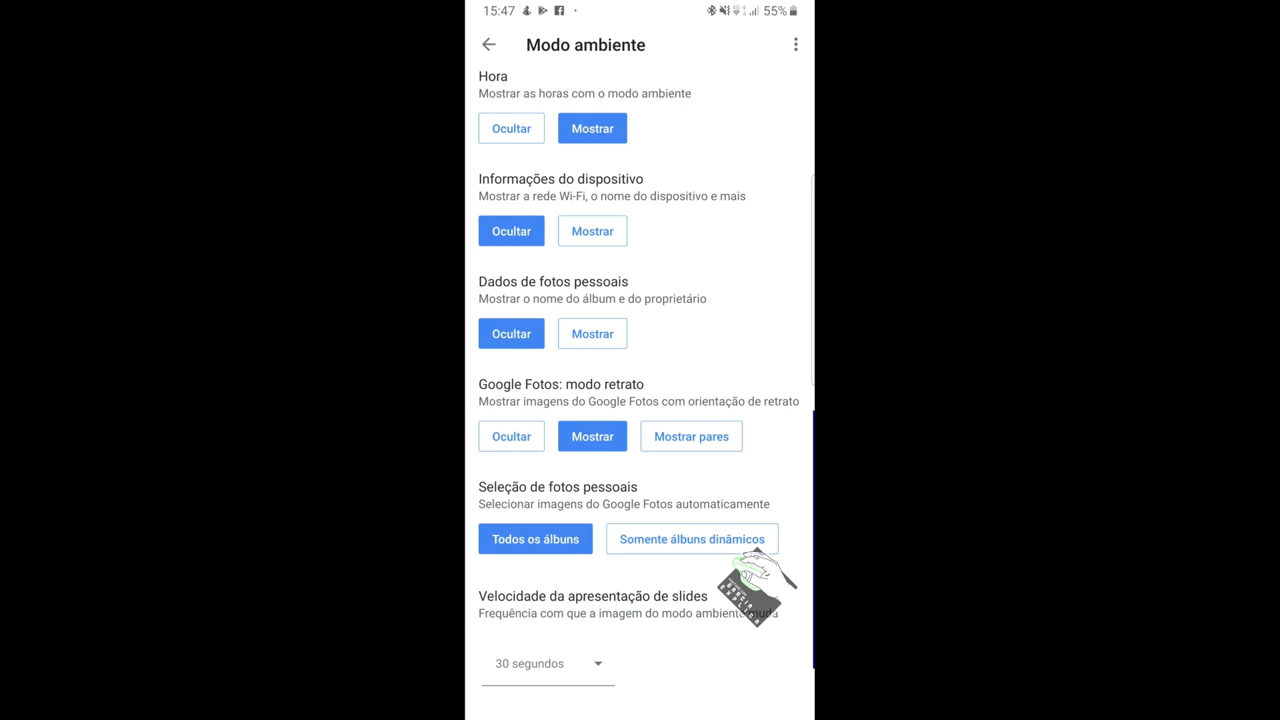 15:47
55%
Modo ambiente
Hora
Mostrar as horas com o modo ambiente
Ocultar Mostrar
Informações do dispositivo
Mostrar a rede Wi-Fi, o nome do dispositivo e mais
Ocultar Mostrar
Dados de fotos pessoais
Mostrar o nome do álbum e do proprietário
Ocultar Mostrar
Google Fotos: modo retrato
Mostrar imagens do Google Fotos com orientação de retrato
Ocultar Mostrar Mostrar pares
Seleção de fotos pessoais
Selecionar imagens do Google Fotos automaticamente
Todos os álbuns Somente álbuns dinâmicos
Velocidade da apresentação de slides
Frequência com que a imagem do modo ambiente muda
30 segundos